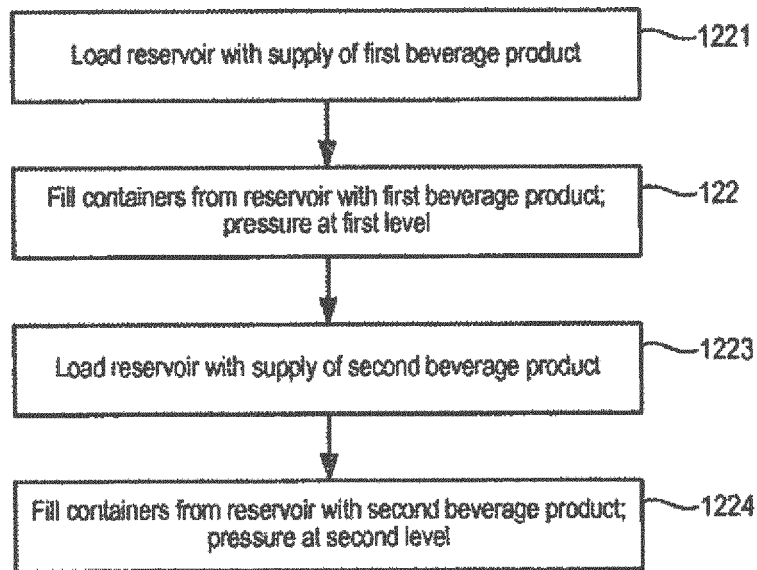 Load reservoir with supply of first beverage product
1221
Fill containers from reservoir with first beverage product;
pressure at first level
122
Load reservoir with supply of second beverage product
1223
Fill containers from reservoir with second beverage product;
pressure at second level
1224